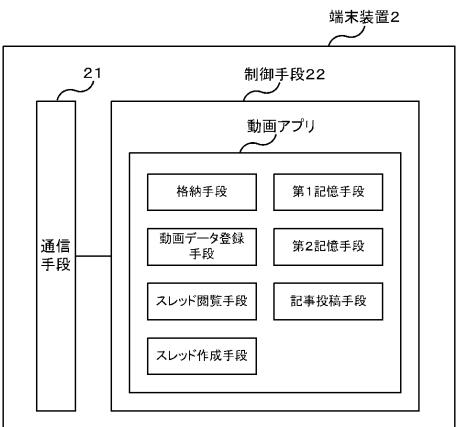 端末装置2
21
制御手段22
動画アプリ
格納手段
第1記憶手段
動画データ登録
手段
第2記憶手段
通信
手段
スレッド閲覧手段
記事投稿手段
スレッド作成手段